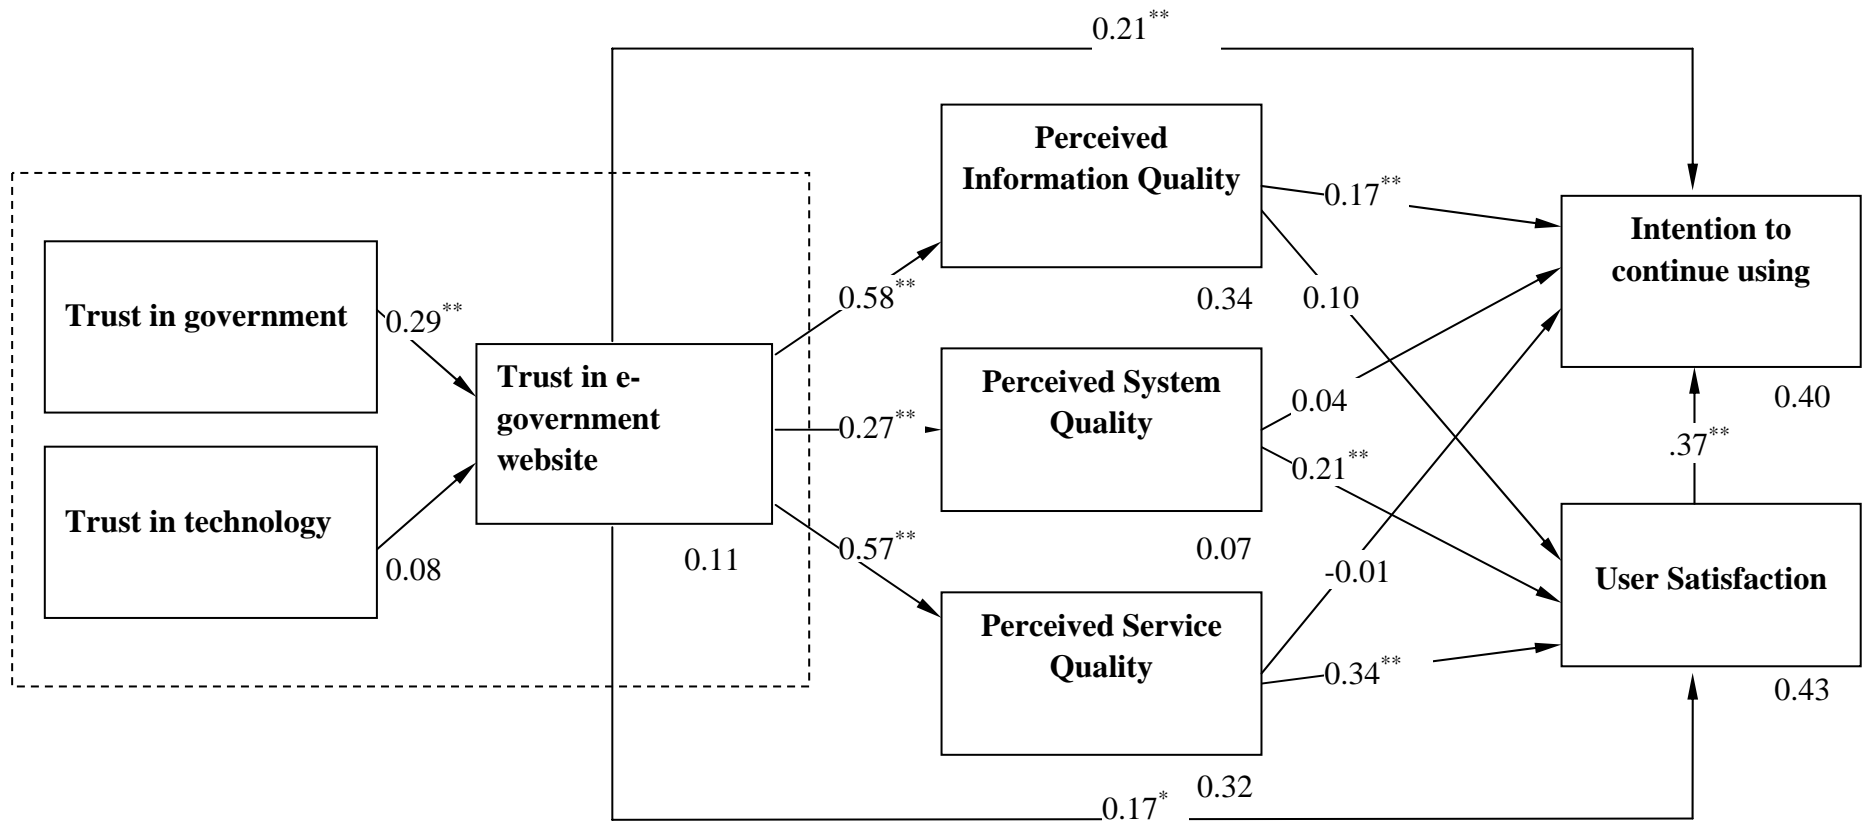 0.21**
Perceived
Information Quality
0.17**
Intention to
continue using
Trust in government
0.29**
0.58**
0.34
0.10
Trust in e-
government
website
Perceived System
Quality
0.04
0.40
0.27**
.37**
0.21**
Trust in technology
0.08
0.11
0.57**
0.07
-0.01
User Satisfaction
Perceived Service
Quality
0.34**
0.43
0.32
0.17*